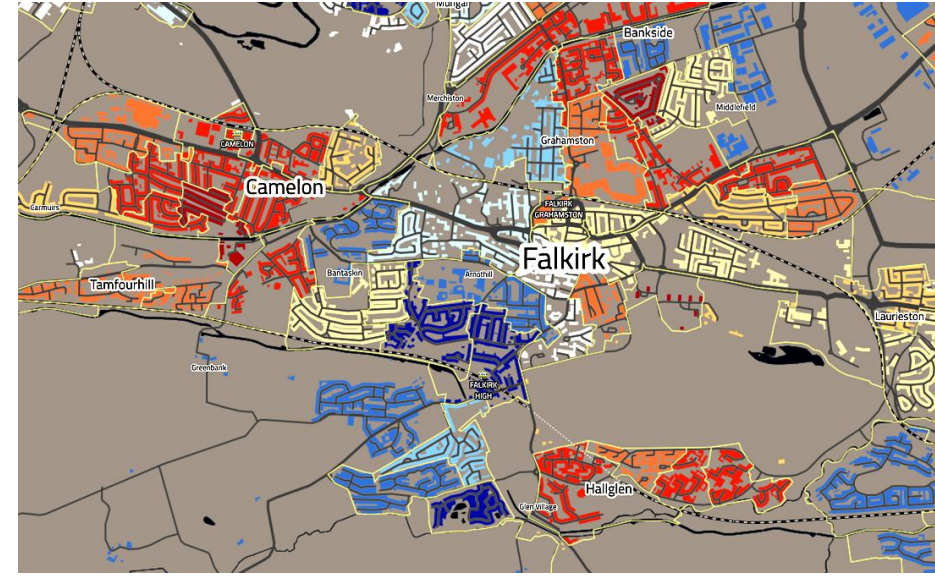 Mungal
Bankside
Merchiston
Middlefield
CAMELON
Grahamston
Camelon
Carmuirs
FALKIRK
GRAHAMSTON
Falkirk
Bantaskin
Arnothill
Tamfourhill
Laurieston
Greenbank
FALKIRK
HIGH
Hallglen
Glen Village